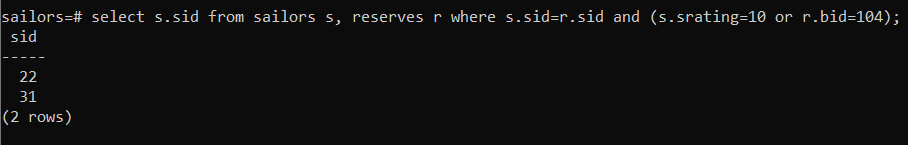 sailors=# select s.sid from sailors s, reserves r where s.sid=r.sid and (s.srating=10 or r.bid=104);
 sid
-----
  22
  31
(2 rows)